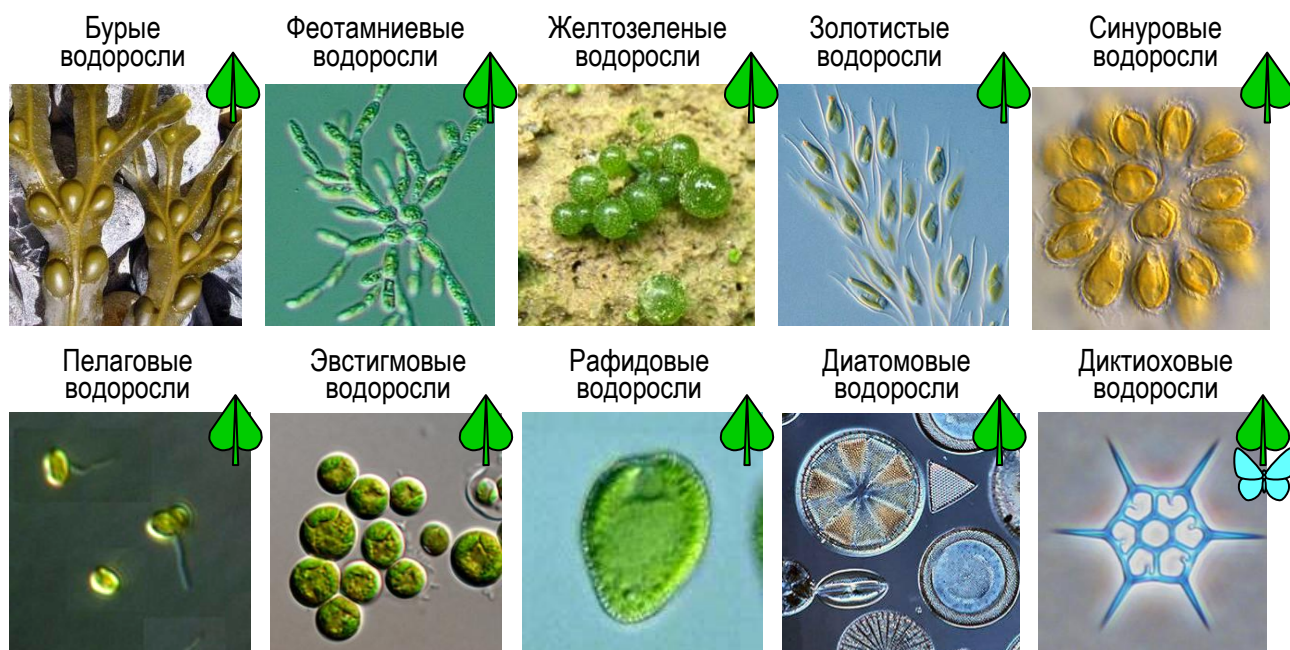 Бурые
водоросли
Феотамниевые
водоросли
Желтозеленые
водоросли
Золотистые
водоросли
Синуровые
водоросли
Пелаговые
водоросли
Эвстигмовые
водоросли
Рафидовые
водоросли
Диатомовые
водоросли
Диктиоховые
водоросли